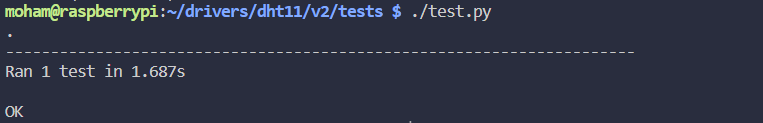 moham@raspberrypi:~/drivers/dht11/v2/tests $ ./test.py
.
----------------------------------------------------------------------
Ran 1 test in 1.687s
OK